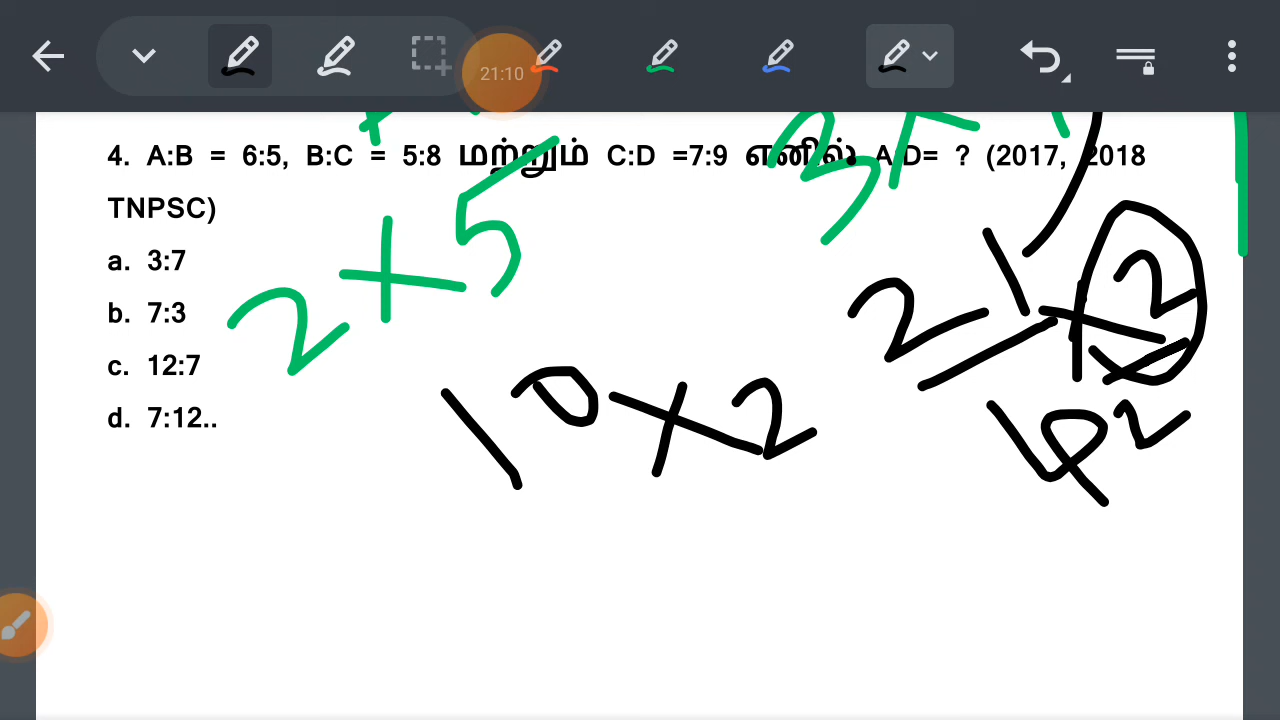 21:10
4. A:B = 6:5, B:C = 5:8 மற்றும் C:D =7:9 எனில் A:D= ? (2017, 2018
TNPSC)
a. 3:7
b. 7:3
c. 12:7
d. 7:12..
2 + 5
10 x 2